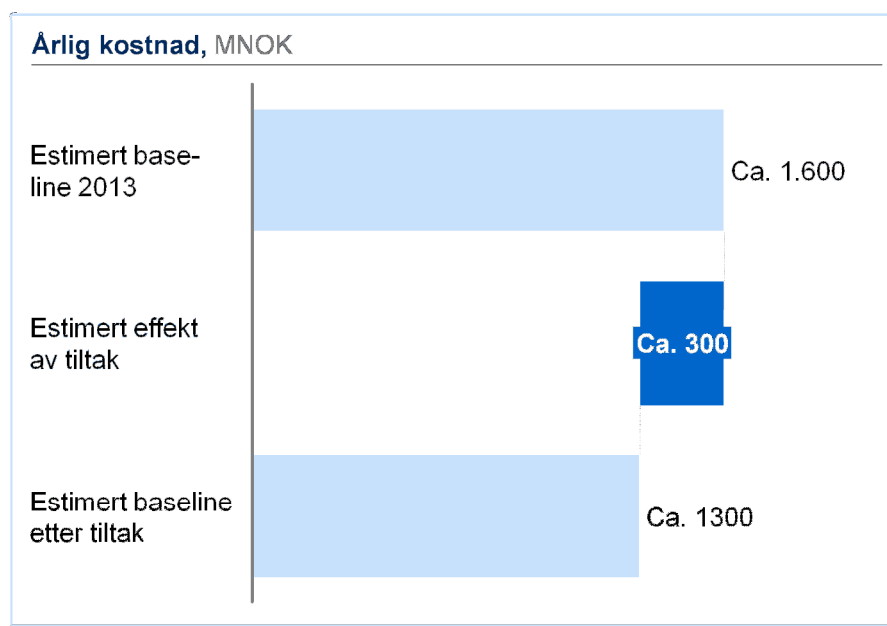 Årlig kostnad, MNOK
Estimert base-
line 2013
Ca. 1.600
Estimert effekt
av tiltak
Ca. 300
Estimert baseline
etter tiltak
Ca. 1300